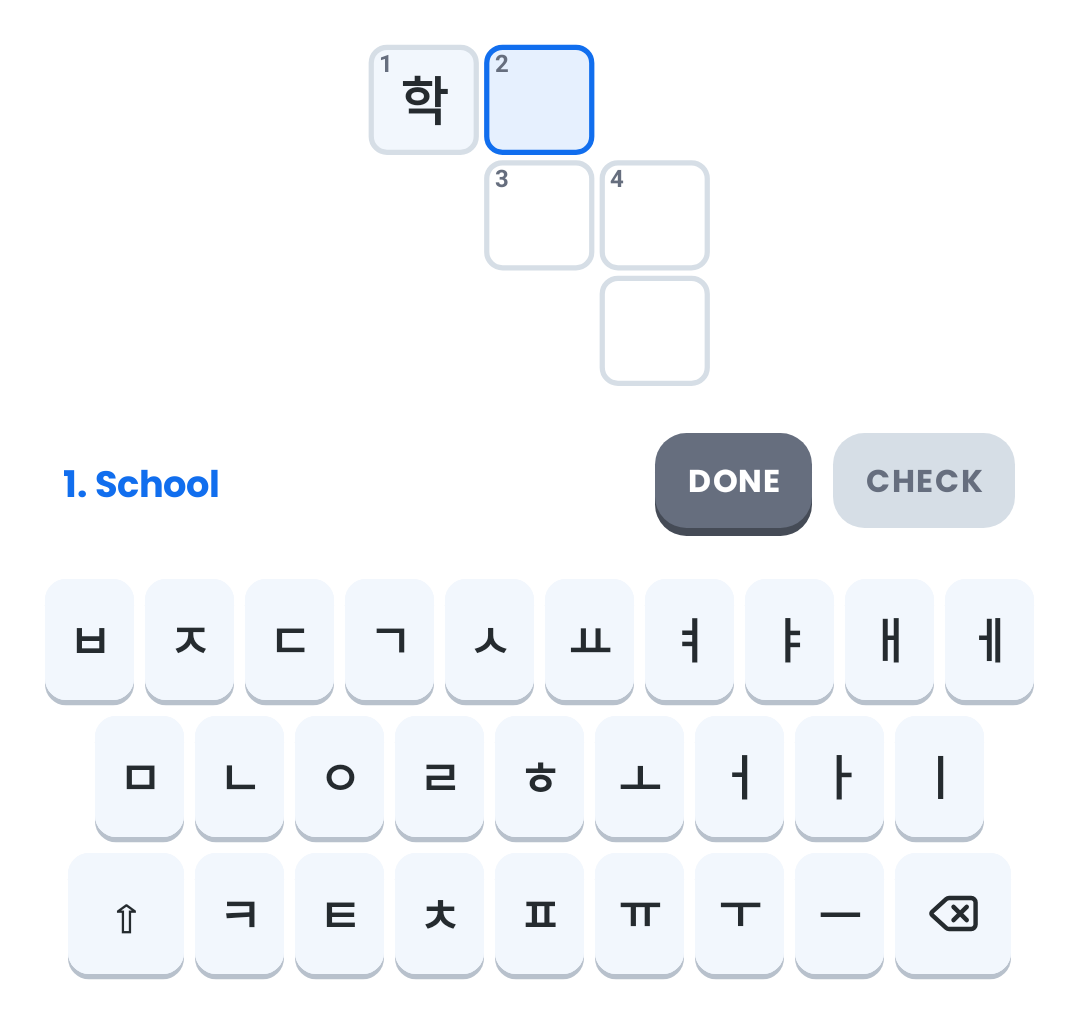 1 학 2
3 4
1. School
DONE CHECK
ㅂ ㅈ ㄷ ㄱ ㅅ ㅛ ㅕ ㅑ ㅐ ㅔ
ㅁ ㄴ ㅇ ㄹ ㅎ ㅗ ㅓ ㅏ ㅣ
⇧ ㅋ ㅌ ㅊ ㅍ ㅠ ㅜ ㅡ